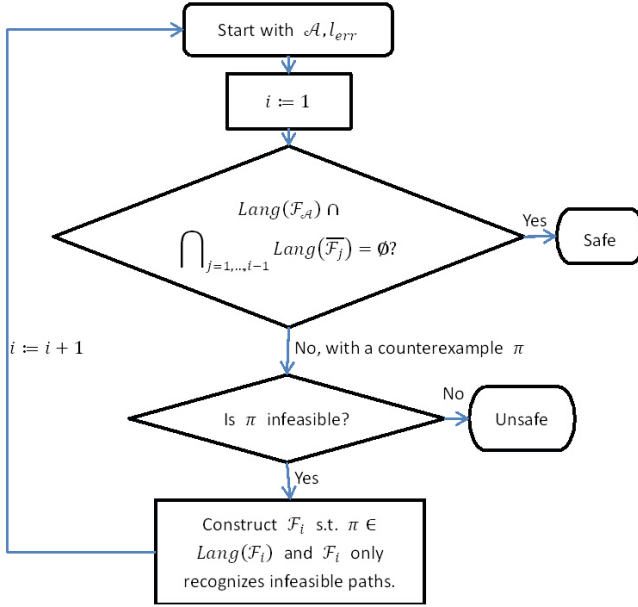 Start with 𝒜, l_err
i ≔ 1
Lang(ℱ_𝒜) ∩
⋂_{j=1,..,i−1} Lang(ℱ̅_j) = ∅?
Yes
Safe
i ≔ i + 1
No, with a counterexample π
Is π infeasible?
No
Unsafe
Yes
Construct ℱ_i s.t. π ∈
Lang(ℱ_i) and ℱ_i only
recognizes infeasible paths.